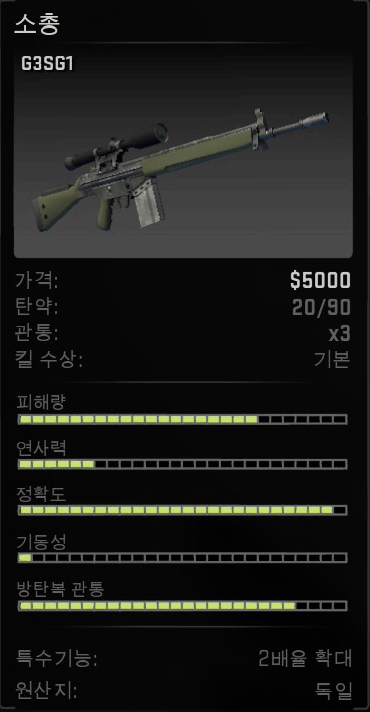 소총
G3SG1
가격: $5000
탄약: 20/90
관통: x3
킬 수상: 기본
피해량
연사력
정확도
기동성
방탄복 관통
특수기능: 2배율 확대
원산지: 독일